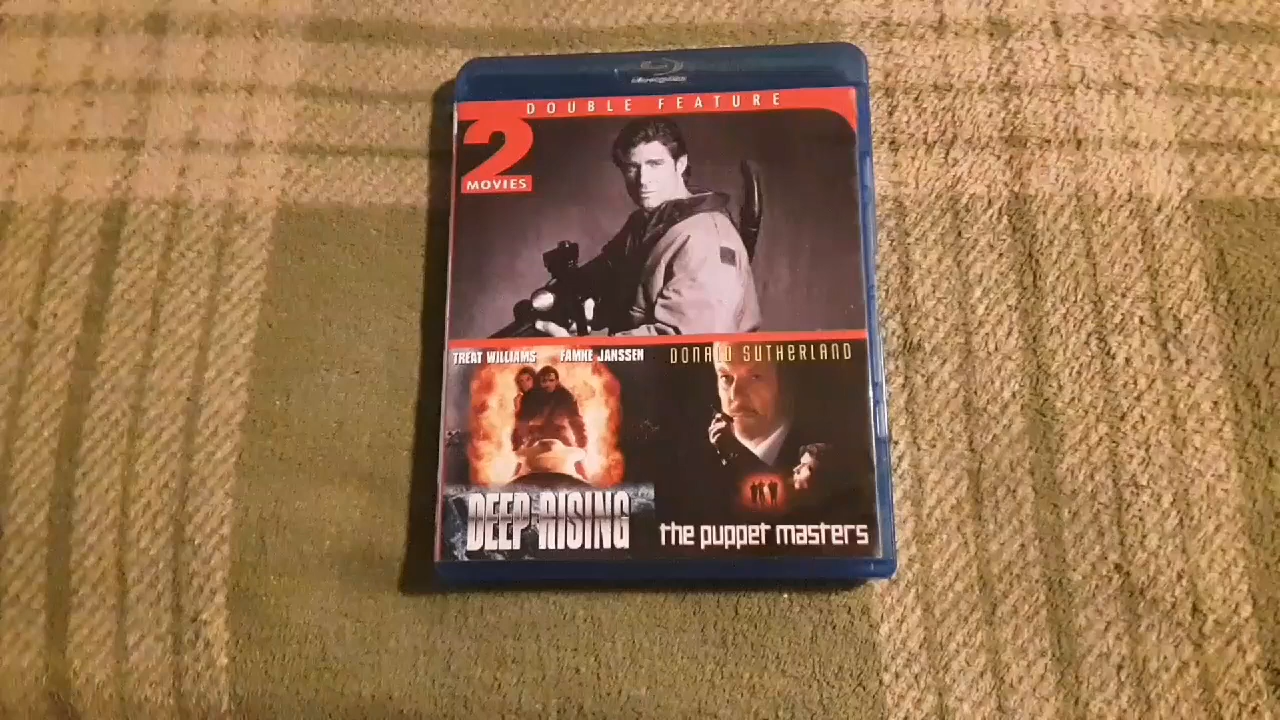 DOUBLE FEATURE
2
MOVIES
TREAT WILLIAMS FAMKE JANSSEN
DEEP RISING
DONALD SUTHERLAND
the puppet masters